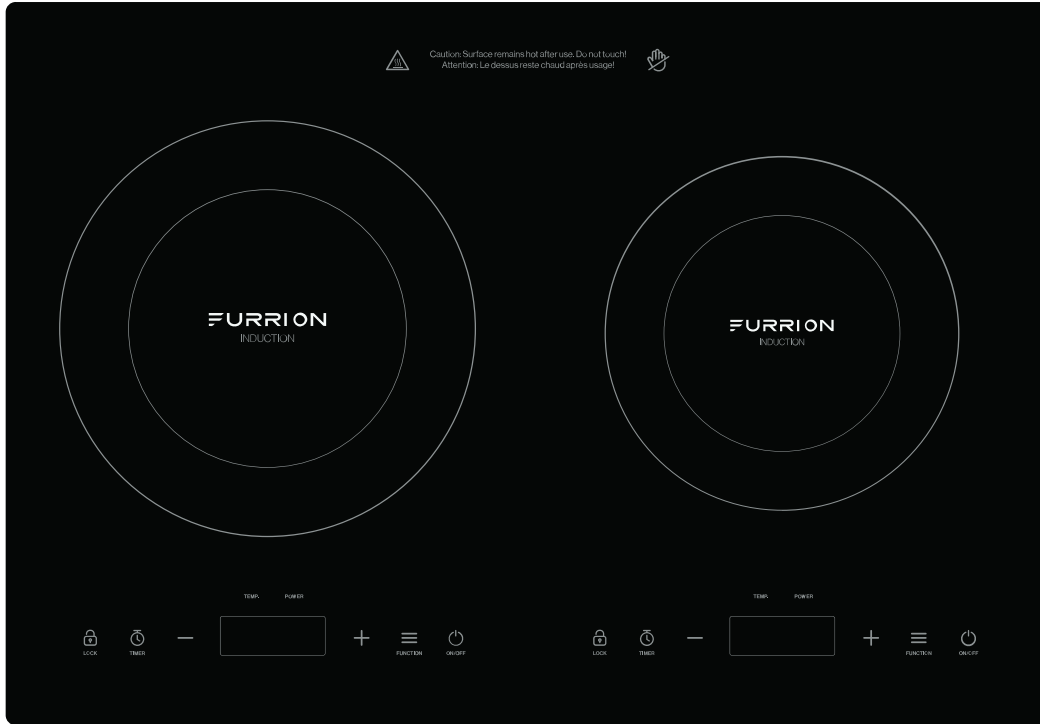 Caution: Surface remains hot after use. Do not touch!
Attention: Le dessus reste chaud après usage!
FURRION
INDUCTION
FURRION
INDUCTION
TEMP. POWER
LOCK TIMER FUNCTION ON/OFF
TEMP. POWER
LOCK TIMER FUNCTION ON/OFF